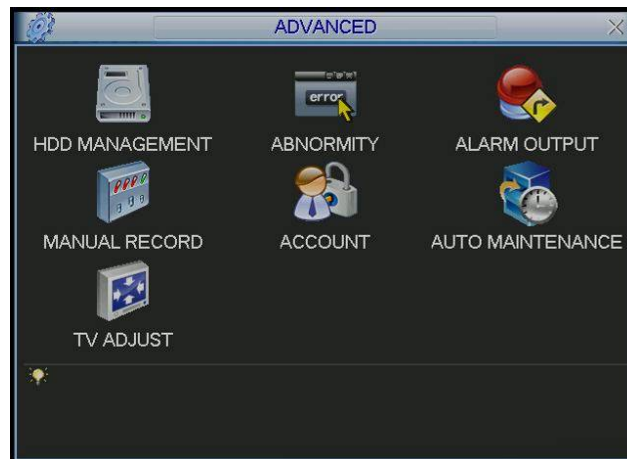 ADVANCED
HDD MANAGEMENT
error
ABNORMITY
ALARM OUTPUT
MANUAL RECORD
ACCOUNT
AUTO MAINTENANCE
TV ADJUST